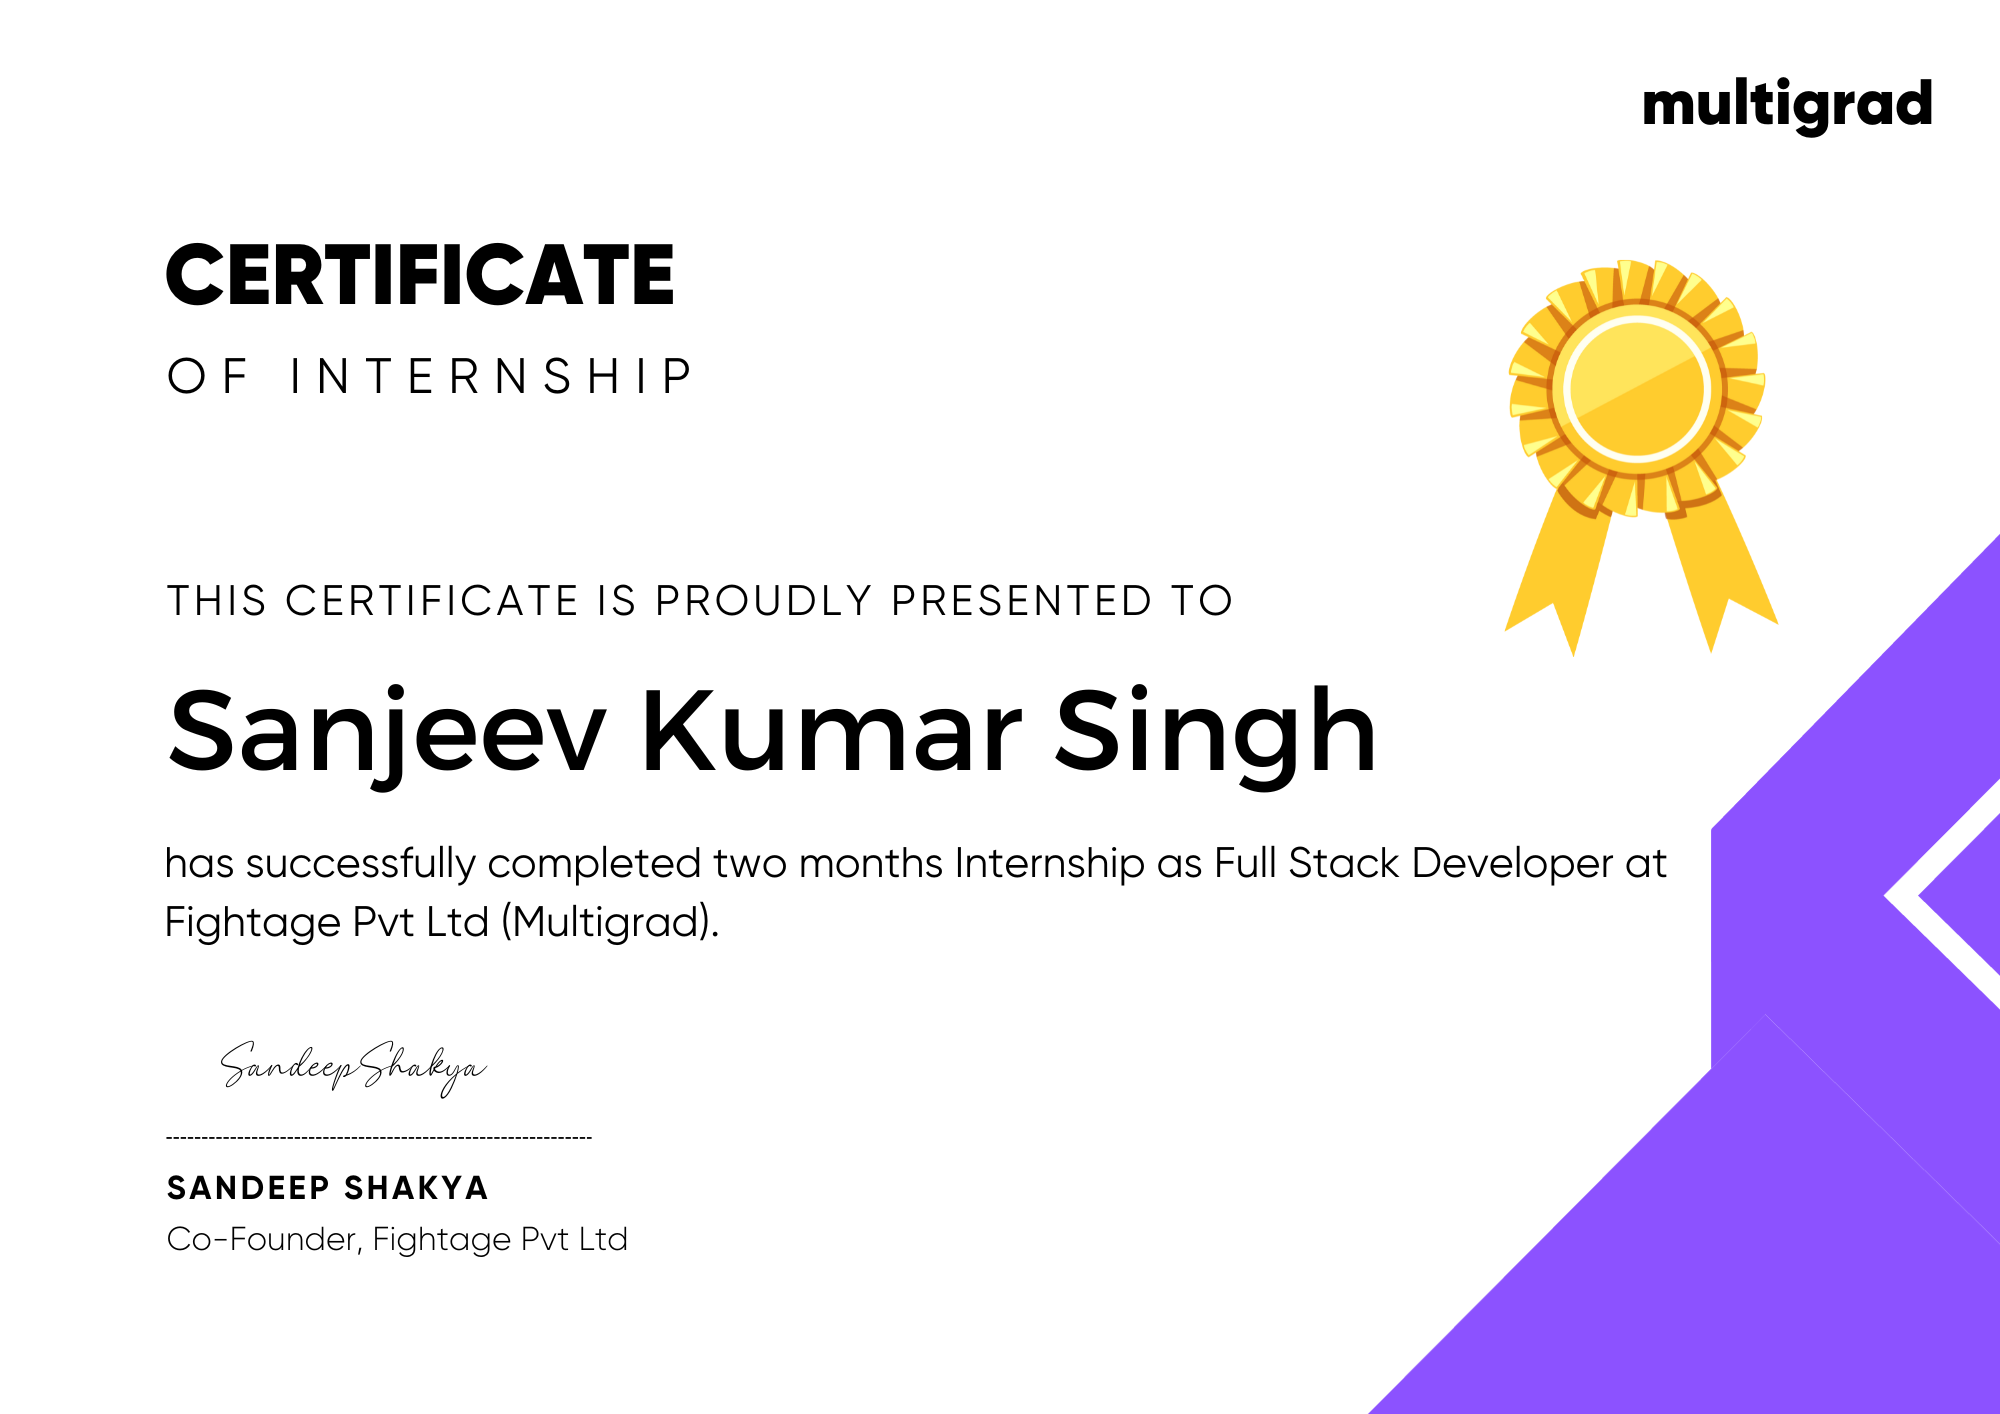 multigrad
CERTIFICATE
OF INTERNSHIP
THIS CERTIFICATE IS PROUDLY PRESENTED TO
Sanjeev Kumar Singh
has successfully completed two months Internship as Full Stack Developer at
Fightage Pvt Ltd (Multigrad).
Sandeep Shakya
------------------------------------------------------------
SANDEEP SHAKYA
Co-Founder, Fightage Pvt Ltd